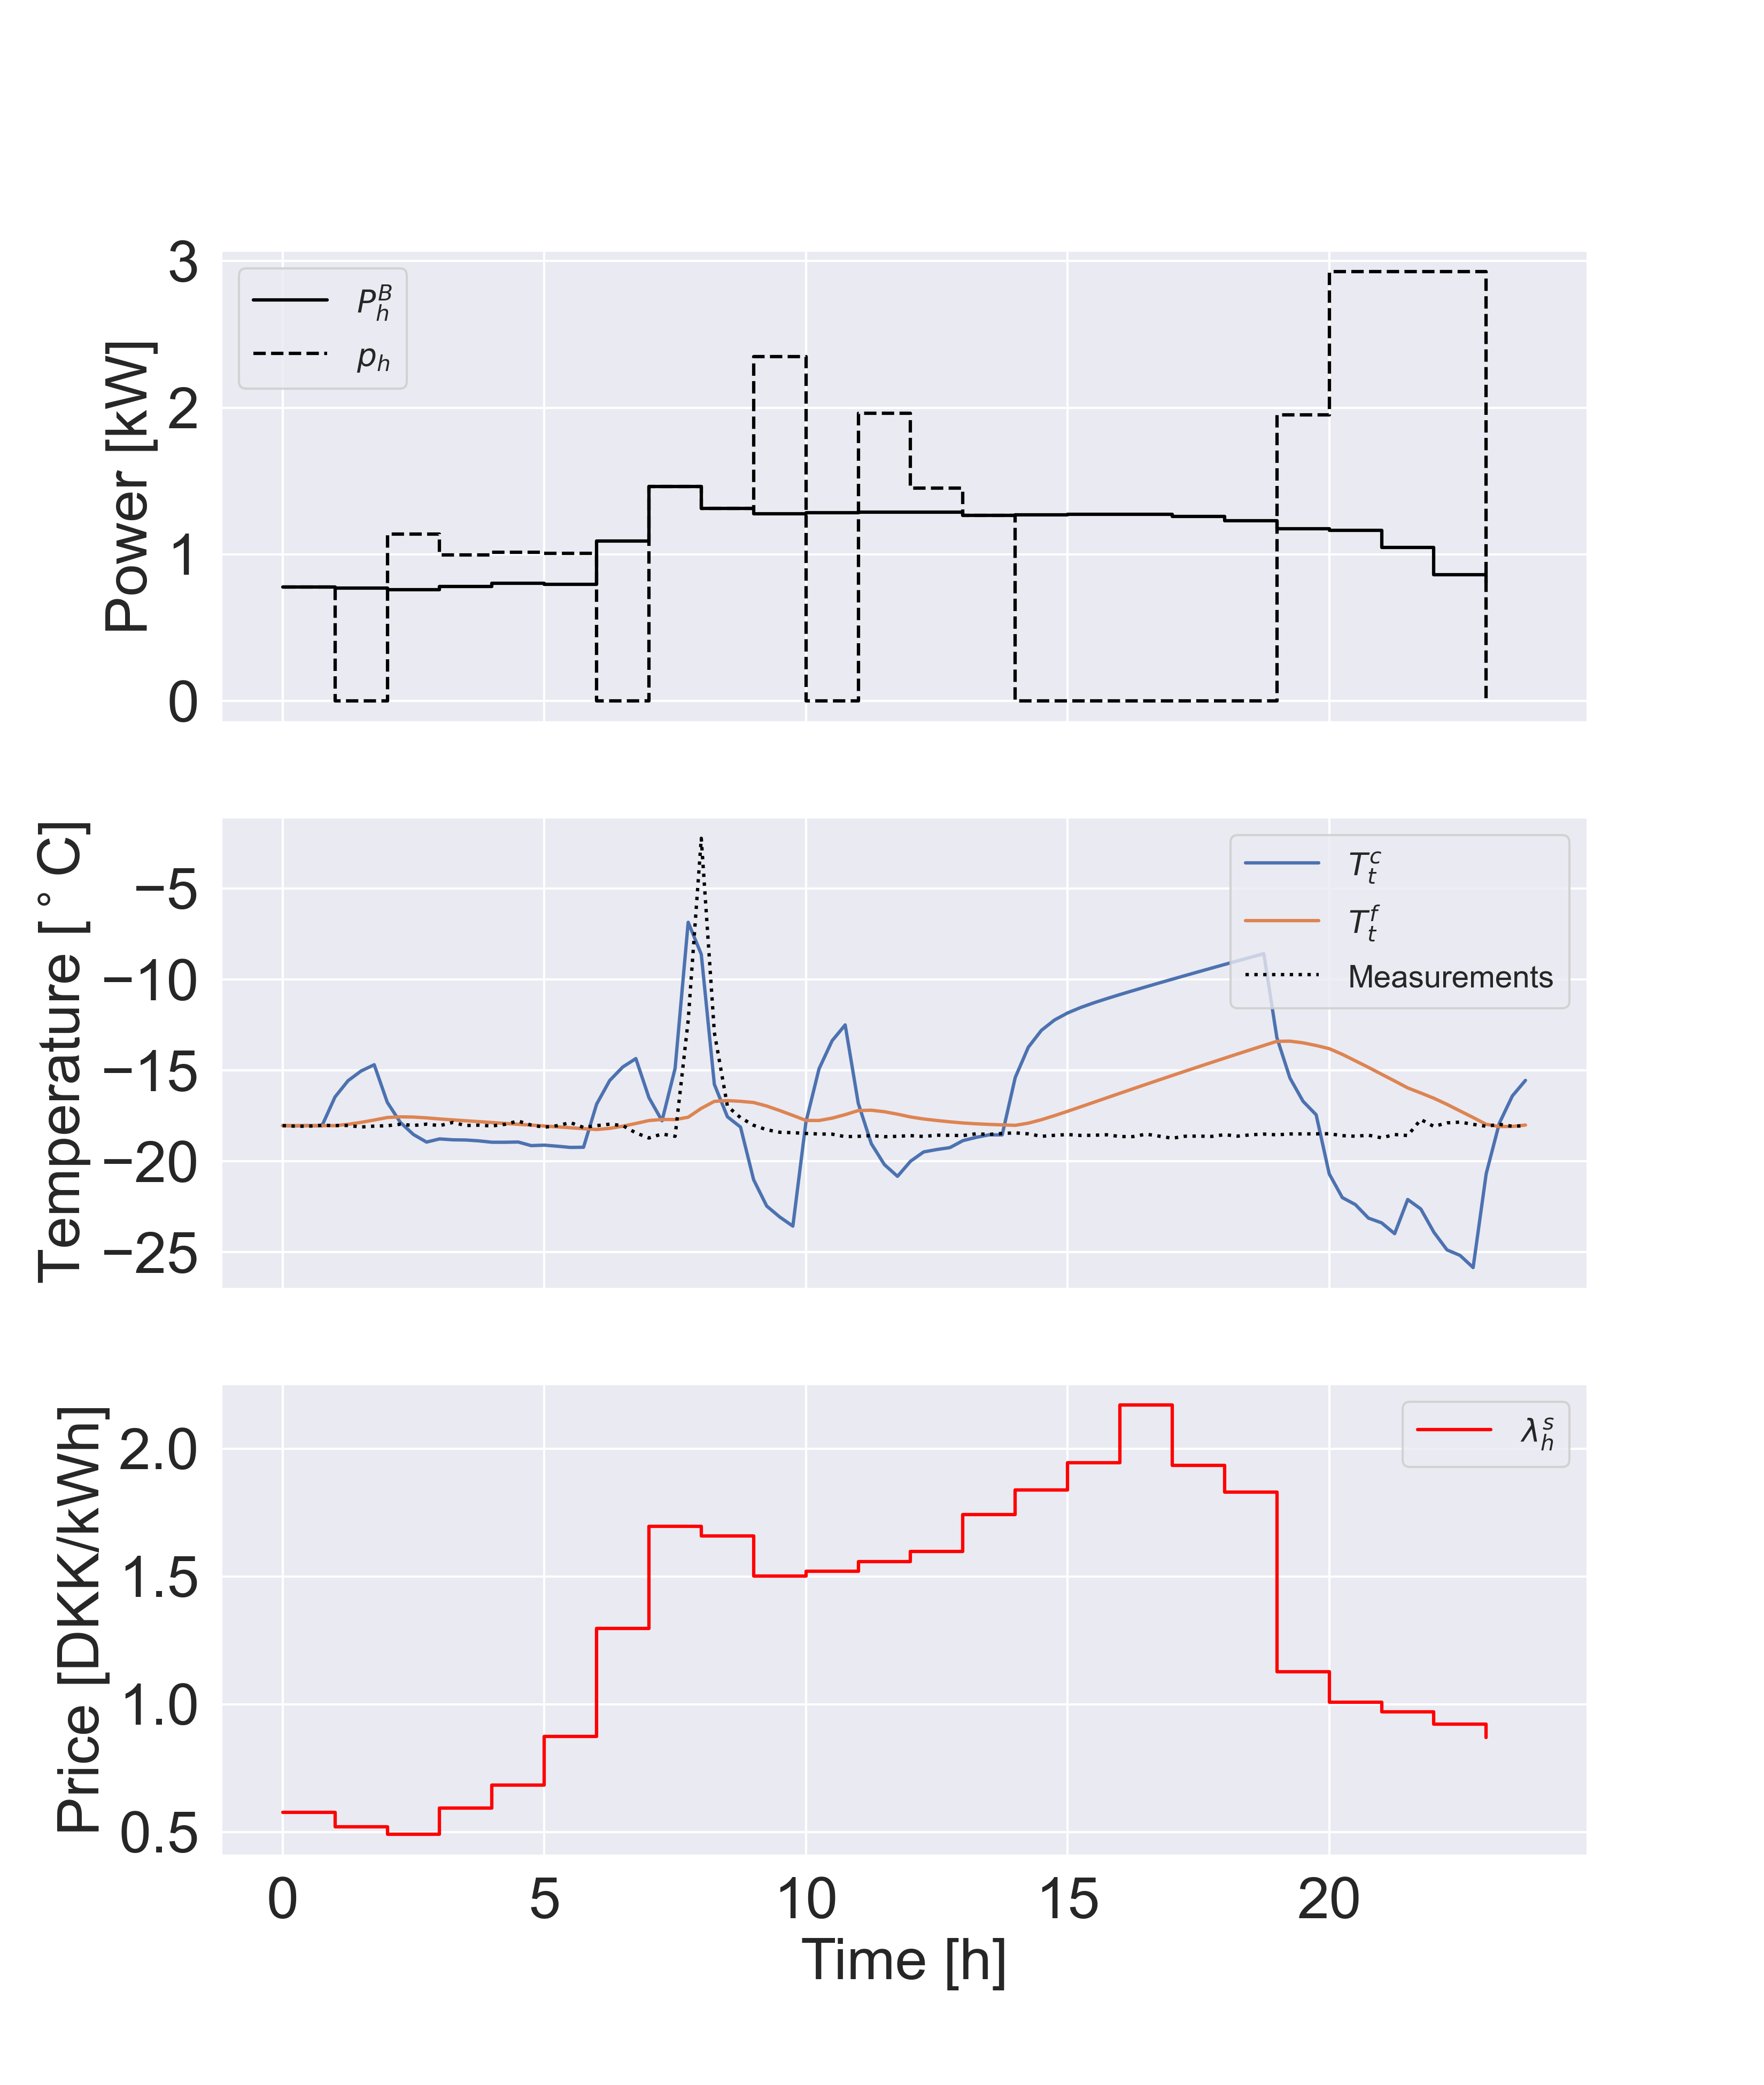 Power [kW]
3
2
1
0
P_h^B
p_h
Temperature [°C]
−5
−10
−15
−20
−25
T_t^c
T_t^f
Measurements
Price [DKK/kWh]
2.0
1.5
1.0
0.5
λ_h^s
0 5 10 15 20
Time [h]